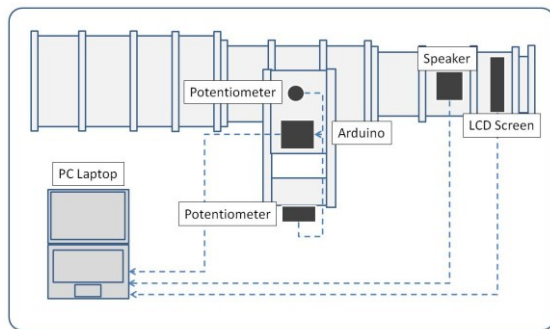 Speaker
Potentiometer
Arduino
LCD Screen
PC Laptop
Potentiometer